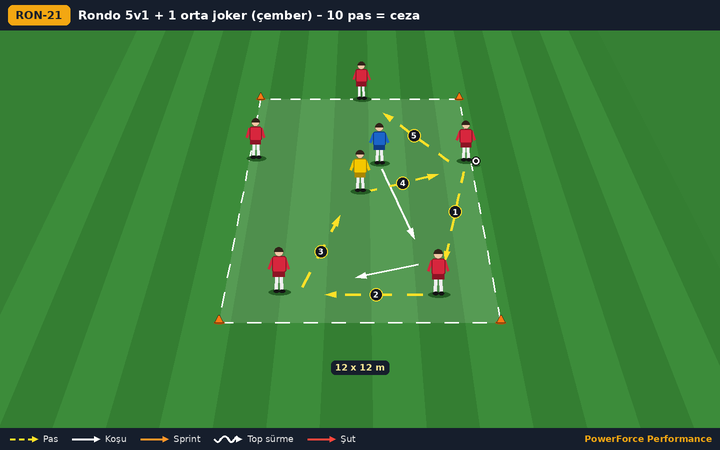 RON-21 Rondo 5v1 + 1 orta joker (çember) – 10 pas = ceza
5
4
1
3
2
12 x 12 m
Pas Koşu Sprint Top sürme Şut PowerForce Performance